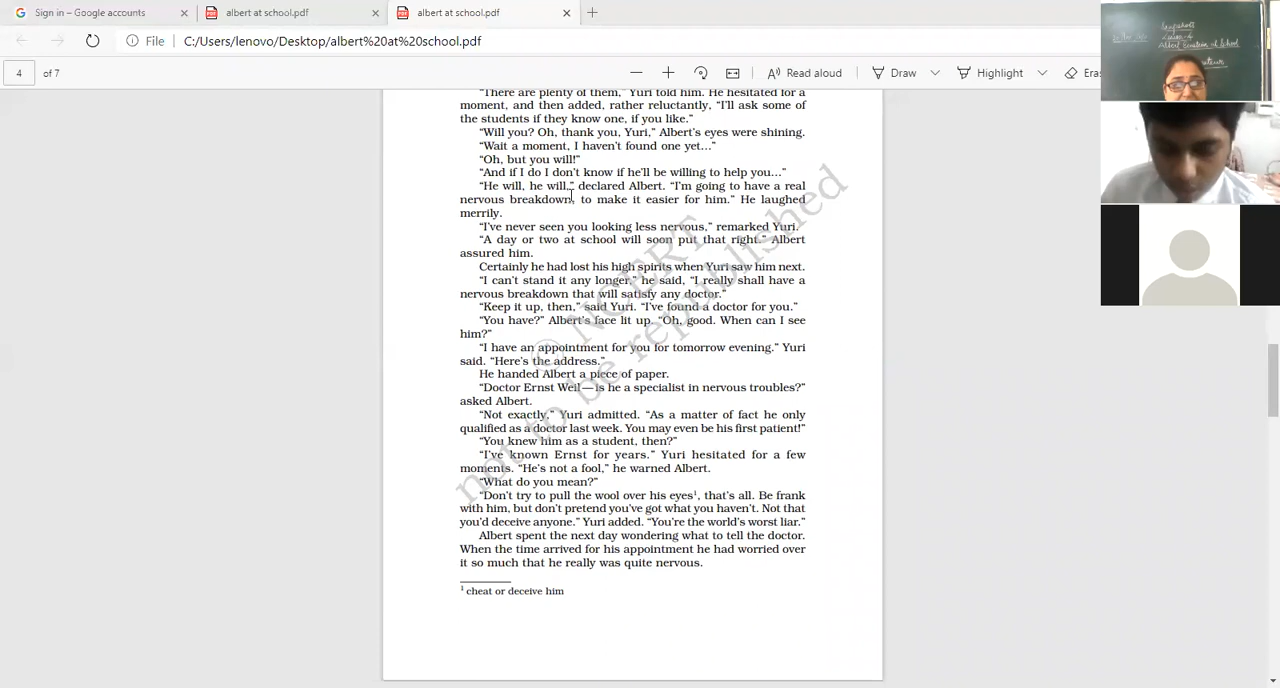 Sign in – Google accounts
albert at school.pdf
albert at school.pdf
File
C:/Users/lenovo/Desktop/albert%20at%20school.pdf
4 of 7
Read aloud
Draw
Highlight
Eras
“There are plenty of them,” Yuri told him. He hesitated for a
moment, and then added, rather reluctantly, “I’ll ask some of
the students if they know one, if you like.”
“Will you? Oh, thank you, Yuri,” Albert’s eyes were shining.
“Wait a moment, I haven’t found one yet...”
“Oh, but you will!”
“And if I do I don’t know if he’ll be willing to help you...”
“He will, he will,” declared Albert. “I’m going to have a real
nervous breakdown, to make it easier for him.” He laughed
merrily.
“I’ve never seen you looking less nervous,” remarked Yuri.
“A day or two at school will soon put that right.” Albert
assured him.
Certainly he had lost his high spirits when Yuri saw him next.
“I can’t stand it any longer,” he said, “I really shall have a
nervous breakdown that will satisfy any doctor.”
“Keep it up, then,” said Yuri. “I’ve found a doctor for you.”
“You have?” Albert’s face lit up. “Oh, good. When can I see
him?”
“I have an appointment for you for tomorrow evening.” Yuri
said. “Here’s the address.”
He handed Albert a piece of paper.
“Doctor Ernst Weil—is he a specialist in nervous troubles?”
asked Albert.
“Not exactly,” Yuri admitted. “As a matter of fact he only
qualified as a doctor last week. You may even be his first patient!”
“You knew him as a student, then?”
“I’ve known Ernst for years.” Yuri hesitated for a few
moments. “He’s not a fool,” he warned Albert.
“What do you mean?”
“Don’t try to pull the wool over his eyes¹, that’s all. Be frank
with him, but don’t pretend you’ve got what you haven’t. Not that
you’d deceive anyone.” Yuri added. “You’re the world’s worst liar.”
Albert spent the next day wondering what to tell the doctor.
When the time arrived for his appointment he had worried over
it so much that he really was quite nervous.
¹ cheat or deceive him
© NCERT
not to be republished
Snapshots
Albert Einstein at School